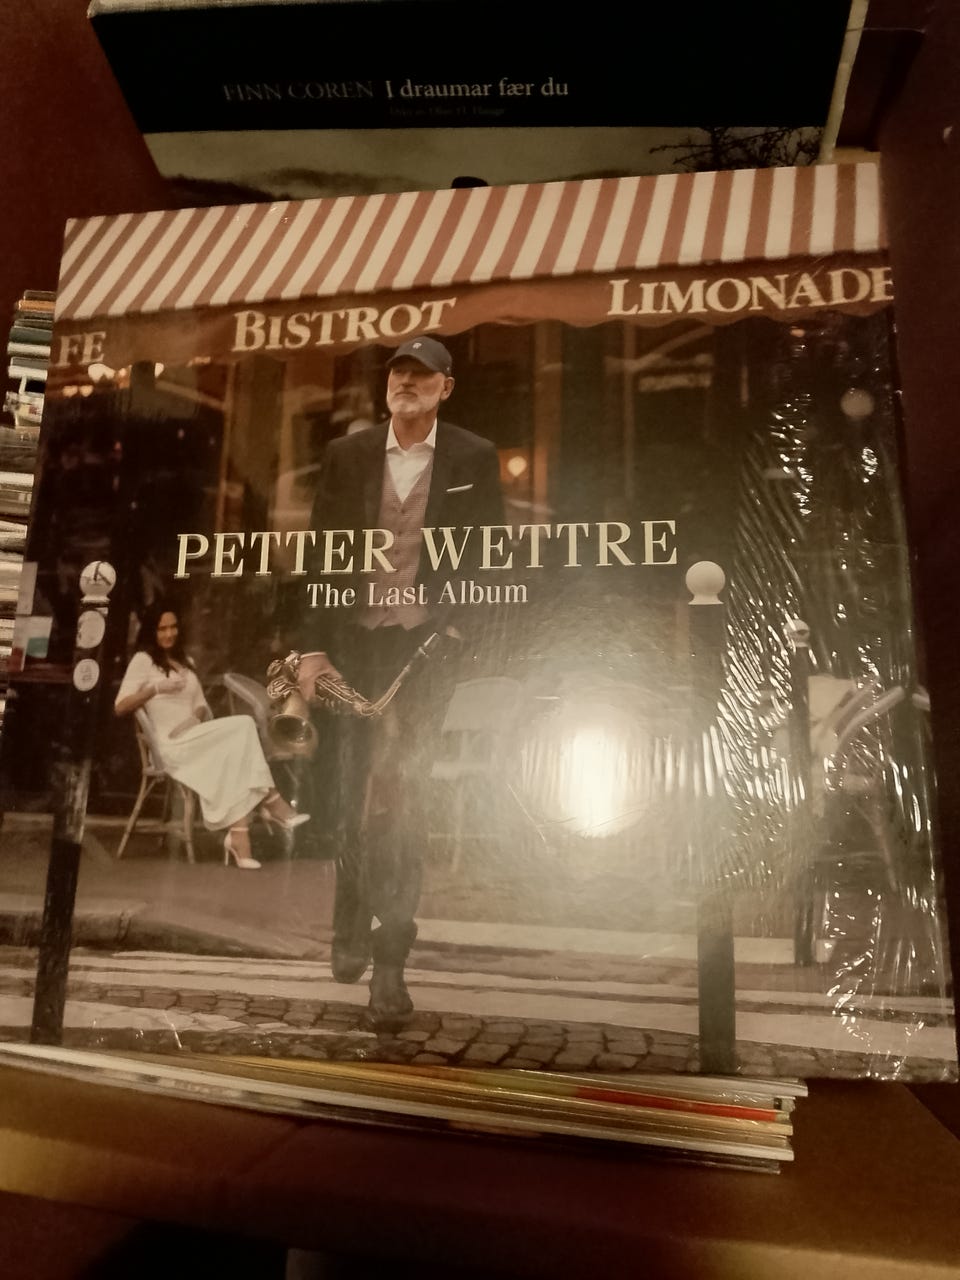 FINN COREN I draumar fær du
FE BISTROT LIMONADE
PETTER WETTRE
The Last Album